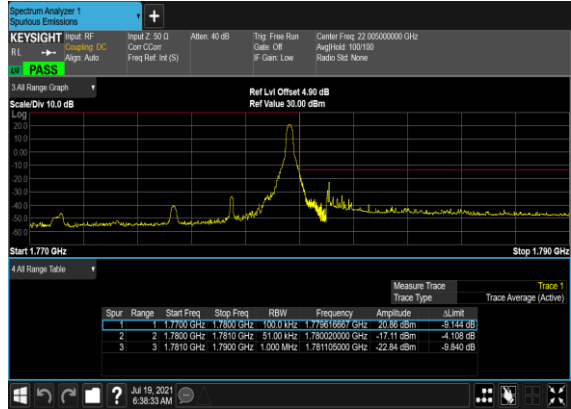 Spectrum Analyzer 1
Spurious Emissions
KEYSIGHT Input: RF Input Z: 50 Ω Atten: 40 dB Trig: Free Run Center Freq: 22.005000000 GHz
RL Coupling: DC Corr CCorr Gate: Off Avg|Hold: 100/100
Align: Auto Freq Ref: Int (S) IF Gain: Low Radio Std: None
PASS
3 All Range Graph
Ref Lvl Offset 4.90 dB
Scale/Div 10.0 dB Ref Value 30.00 dBm
Log
20.0
10.0
0.00
-10.0
-20.0
-30.0
-40.0
-50.0
-60.0
Start 1.770 GHz Stop 1.790 GHz
4 All Range Table
Measure Trace Trace 1
Trace Type Trace Average (Active)
Spur Range Start Freq Stop Freq RBW Frequency Amplitude ΔLimit
1 1 1.7700 GHz 1.7800 GHz 100.0 kHz 1.779616667 GHz 20.86 dBm -9.144 dB
2 2 1.7800 GHz 1.7810 GHz 51.00 kHz 1.780020000 GHz -17.11 dBm -4.108 dB
3 3 1.7810 GHz 1.7900 GHz 1.000 MHz 1.781105000 GHz -22.84 dBm -9.840 dB
? Jul 19, 2021
6:38:33 AM